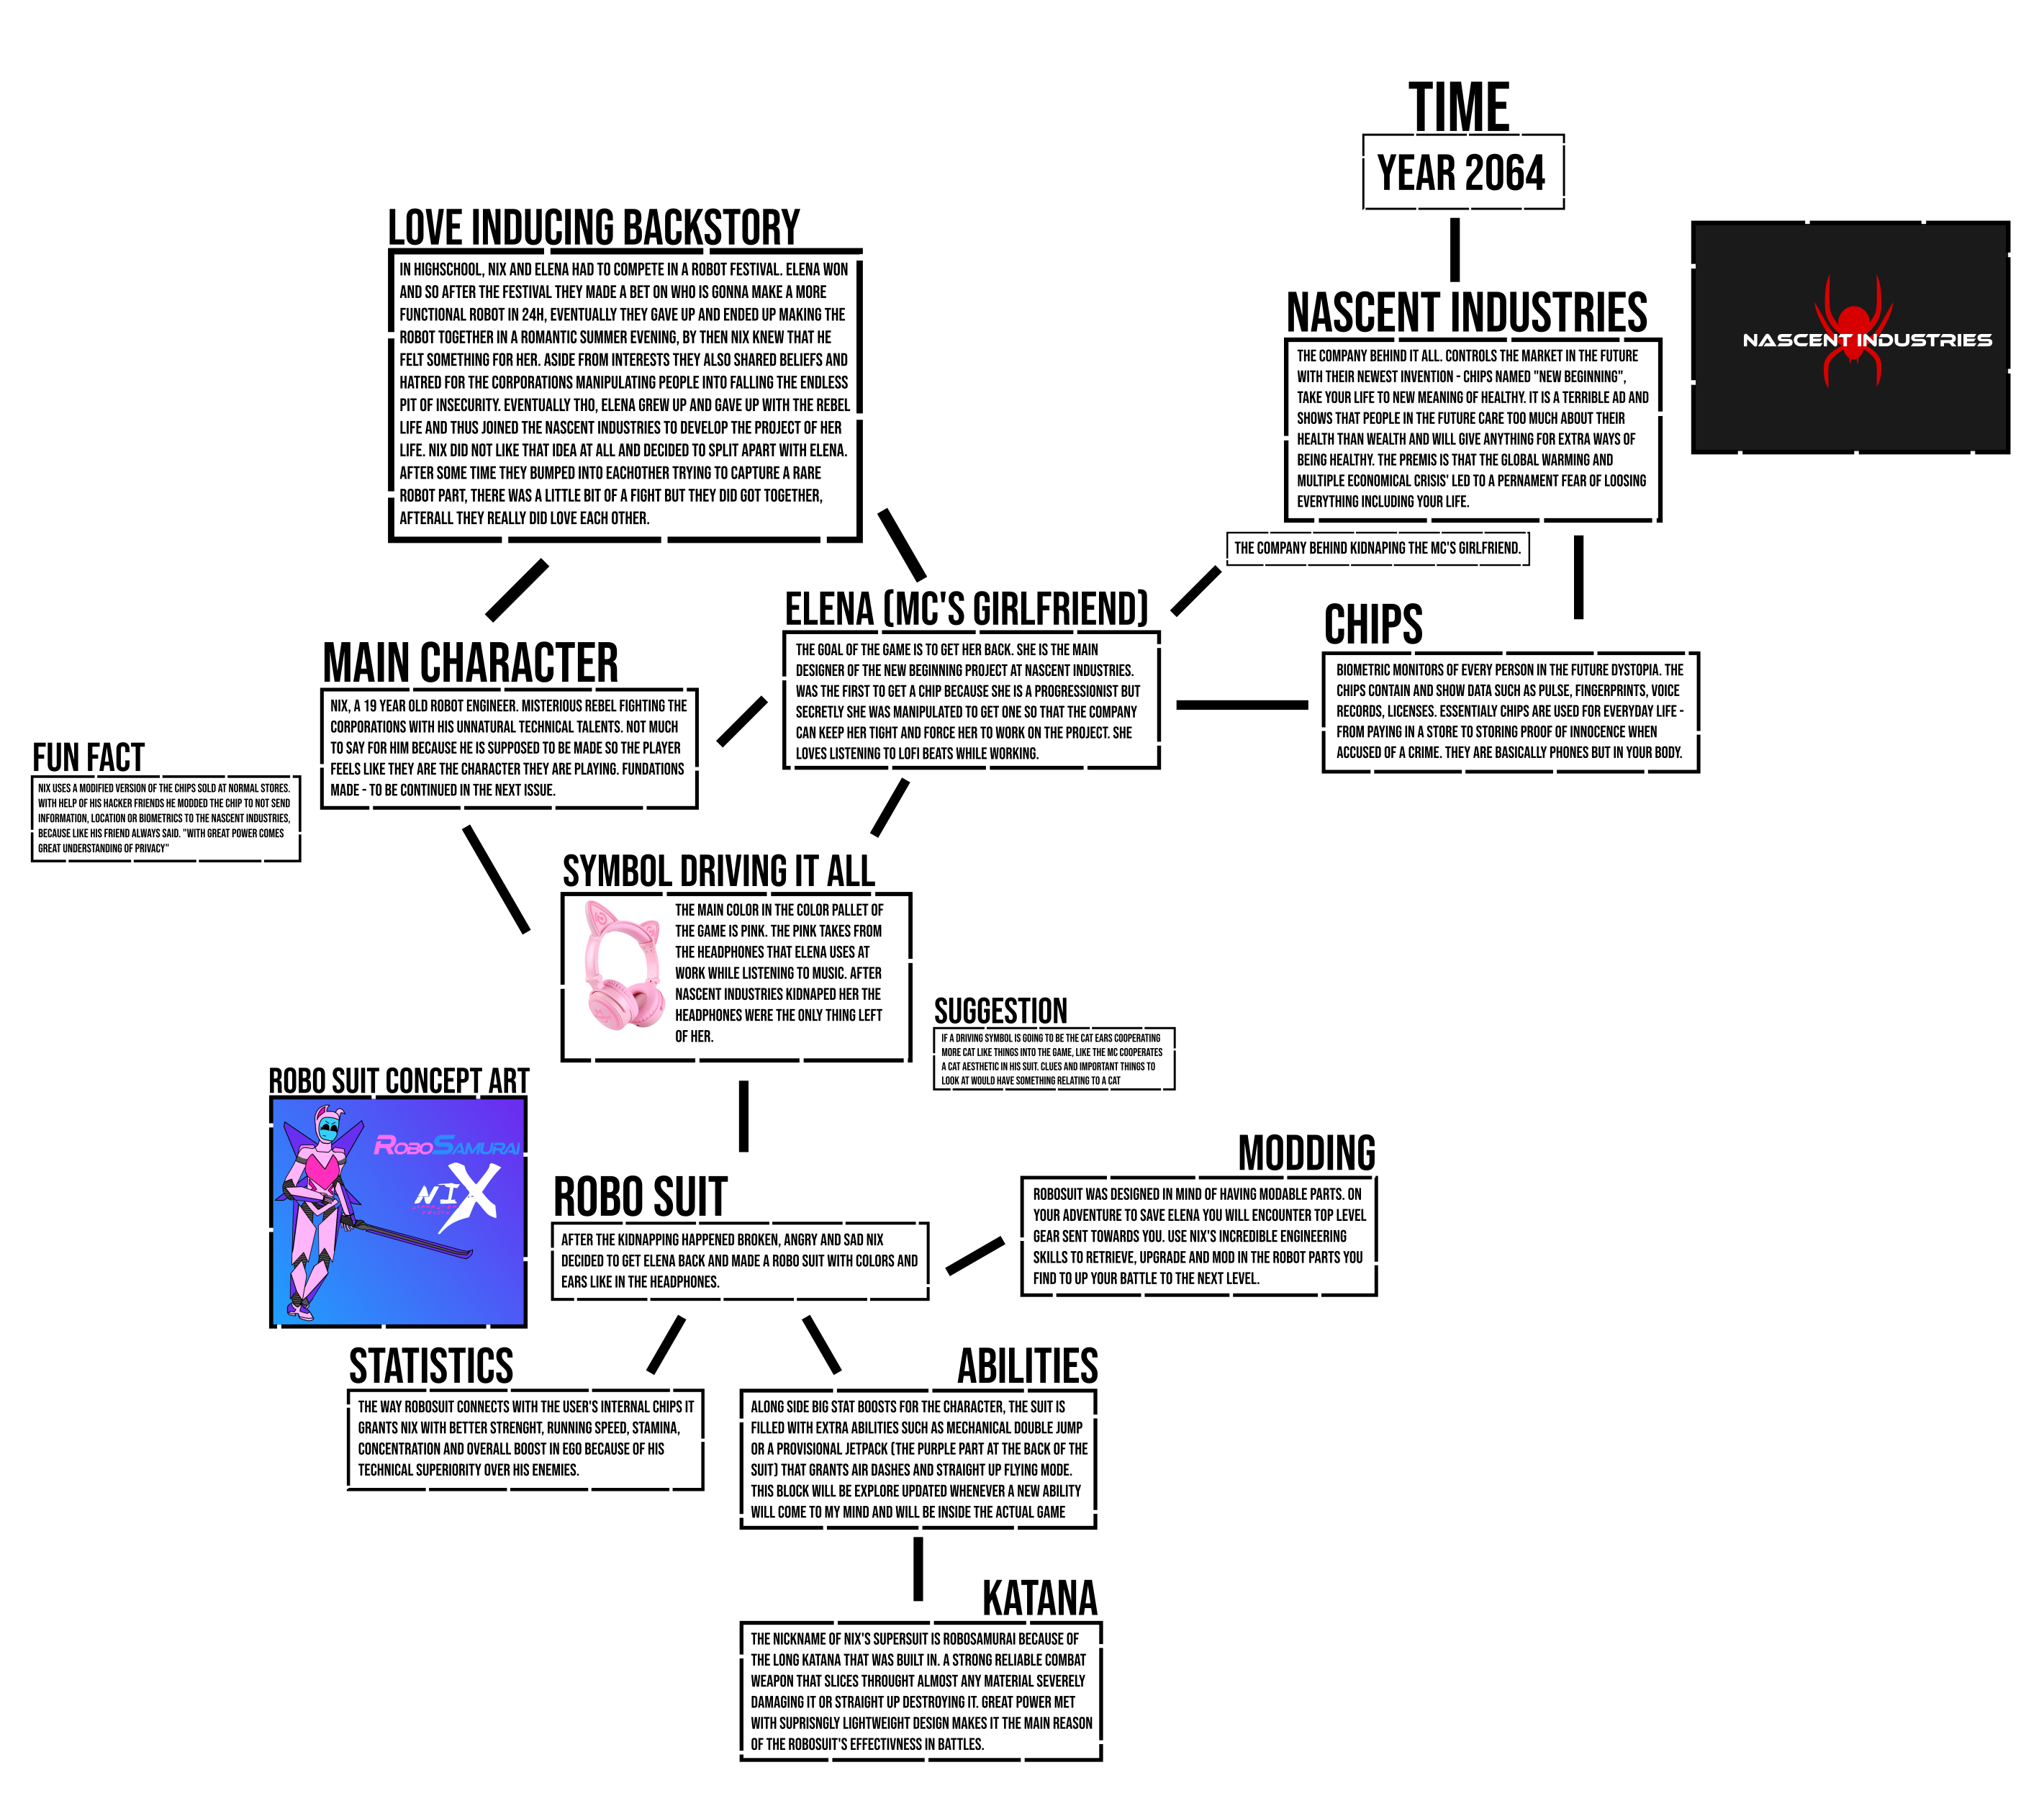 TIME
YEAR 2064
LOVE INDUCING BACKSTORY
IN HIGHSCHOOL, NIX AND ELENA HAD TO COMPETE IN A ROBOT FESTIVAL. ELENA WON
AND SO AFTER THE FESTIVAL THEY MADE A BET ON WHO IS GONNA MAKE A MORE
FUNCTIONAL ROBOT IN 24H, EVENTUALLY THEY GAVE UP AND ENDED UP MAKING THE
ROBOT TOGETHER IN A ROMANTIC SUMMER EVENING, BY THEN NIX KNEW THAT HE
FELT SOMETHING FOR HER. ASIDE FROM INTERESTS THEY ALSO SHARED BELIEFS AND
HATRED FOR THE CORPORATIONS MANIPULATING PEOPLE INTO FALLING THE ENDLESS
PIT OF INSECURITY. EVENTUALLY THO, ELENA GREW UP AND GAVE UP WITH THE REBEL
LIFE AND THUS JOINED THE NASCENT INDUSTRIES TO DEVELOP THE PROJECT OF HER
LIFE. NIX DID NOT LIKE THAT IDEA AT ALL AND DECIDED TO SPLIT APART WITH ELENA.
AFTER SOME TIME THEY BUMPED INTO EACHOTHER TRYING TO CAPTURE A RARE
ROBOT PART, THERE WAS A LITTLE BIT OF A FIGHT BUT THEY DID GOT TOGETHER,
AFTERALL THEY REALLY DID LOVE EACH OTHER.
NASCENT INDUSTRIES
THE COMPANY BEHIND IT ALL. CONTROLS THE MARKET IN THE FUTURE
WITH THEIR NEWEST INVENTION - CHIPS NAMED "NEW BEGINNING",
TAKE YOUR LIFE TO NEW MEANING OF HEALTHY. IT IS A TERRIBLE AD AND
SHOWS THAT PEOPLE IN THE FUTURE CARE TOO MUCH ABOUT THEIR
HEALTH THAN WEALTH AND WILL GIVE ANYTHING FOR EXTRA WAYS OF
BEING HEALTHY. THE PREMIS IS THAT THE GLOBAL WARMING AND
MULTIPLE ECONOMICAL CRISIS' LED TO A PERNAMENT FEAR OF LOOSING
EVERYTHING INCLUDING YOUR LIFE.
NASCENT INDUSTRIES
THE COMPANY BEHIND KIDNAPING THE MC'S GIRLFRIEND.
ELENA (MC'S GIRLFRIEND)
THE GOAL OF THE GAME IS TO GET HER BACK. SHE IS THE MAIN
DESIGNER OF THE NEW BEGINNING PROJECT AT NASCENT INDUSTRIES.
WAS THE FIRST TO GET A CHIP BECAUSE SHE IS A PROGRESSIONIST BUT
SECRETLY SHE WAS MANIPULATED TO GET ONE SO THAT THE COMPANY
CAN KEEP HER TIGHT AND FORCE HER TO WORK ON THE PROJECT. SHE
LOVES LISTENING TO LOFI BEATS WHILE WORKING.
CHIPS
BIOMETRIC MONITORS OF EVERY PERSON IN THE FUTURE DYSTOPIA. THE
CHIPS CONTAIN AND SHOW DATA SUCH AS PULSE, FINGERPRINTS, VOICE
RECORDS, LICENSES. ESSENTIALY CHIPS ARE USED FOR EVERYDAY LIFE -
FROM PAYING IN A STORE TO STORING PROOF OF INNOCENCE WHEN
ACCUSED OF A CRIME. THEY ARE BASICALLY PHONES BUT IN YOUR BODY.
MAIN CHARACTER
NIX, A 19 YEAR OLD ROBOT ENGINEER. MISTERIOUS REBEL FIGHTING THE
CORPORATIONS WITH HIS UNNATURAL TECHNICAL TALENTS. NOT MUCH
TO SAY FOR HIM BECAUSE HE IS SUPPOSED TO BE MADE SO THE PLAYER
FEELS LIKE THEY ARE THE CHARACTER THEY ARE PLAYING. FUNDATIONS
MADE - TO BE CONTINUED IN THE NEXT ISSUE.
FUN FACT
NIX USES A MODIFIED VERSION OF THE CHIPS SOLD AT NORMAL STORES.
WITH HELP OF HIS HACKER FRIENDS HE MODDED THE CHIP TO NOT SEND
INFORMATION, LOCATION OR BIOMETRICS TO THE NASCENT INDUSTRIES,
BECAUSE LIKE HIS FRIEND ALWAYS SAID. "WITH GREAT POWER COMES
GREAT UNDERSTANDING OF PRIVACY"
SYMBOL DRIVING IT ALL
THE MAIN COLOR IN THE COLOR PALLET OF
THE GAME IS PINK. THE PINK TAKES FROM
THE HEADPHONES THAT ELENA USES AT
WORK WHILE LISTENING TO MUSIC. AFTER
NASCENT INDUSTRIES KIDNAPED HER THE
HEADPHONES WERE THE ONLY THING LEFT
OF HER.
SUGGESTION
IF A DRIVING SYMBOL IS GOING TO BE THE CAT EARS COOPERATING
MORE CAT LIKE THINGS INTO THE GAME, LIKE THE MC COOPERATES
A CAT AESTHETIC IN HIS SUIT. CLUES AND IMPORTANT THINGS TO
LOOK AT WOULD HAVE SOMETHING RELATING TO A CAT
ROBO SUIT CONCEPT ART
ROBOSAMURAI
NIX
ROBO SUIT
AFTER THE KIDNAPPING HAPPENED BROKEN, ANGRY AND SAD NIX
DECIDED TO GET ELENA BACK AND MADE A ROBO SUIT WITH COLORS AND
EARS LIKE IN THE HEADPHONES.
MODDING
ROBOSUIT WAS DESIGNED IN MIND OF HAVING MODABLE PARTS. ON
YOUR ADVENTURE TO SAVE ELENA YOU WILL ENCOUNTER TOP LEVEL
GEAR SENT TOWARDS YOU. USE NIX'S INCREDIBLE ENGINEERING
SKILLS TO RETRIEVE, UPGRADE AND MOD IN THE ROBOT PARTS YOU
FIND TO UP YOUR BATTLE TO THE NEXT LEVEL.
STATISTICS
THE WAY ROBOSUIT CONNECTS WITH THE USER'S INTERNAL CHIPS IT
GRANTS NIX WITH BETTER STRENGHT, RUNNING SPEED, STAMINA,
CONCENTRATION AND OVERALL BOOST IN EGO BECAUSE OF HIS
TECHNICAL SUPERIORITY OVER HIS ENEMIES.
ABILITIES
ALONG SIDE BIG STAT BOOSTS FOR THE CHARACTER, THE SUIT IS
FILLED WITH EXTRA ABILITIES SUCH AS MECHANICAL DOUBLE JUMP
OR A PROVISIONAL JETPACK (THE PURPLE PART AT THE BACK OF THE
SUIT) THAT GRANTS AIR DASHES AND STRAIGHT UP FLYING MODE.
THIS BLOCK WILL BE EXPLORE UPDATED WHENEVER A NEW ABILITY
WILL COME TO MY MIND AND WILL BE INSIDE THE ACTUAL GAME
KATANA
THE NICKNAME OF NIX'S SUPERSUIT IS ROBOSAMURAI BECAUSE OF
THE LONG KATANA THAT WAS BUILT IN. A STRONG RELIABLE COMBAT
WEAPON THAT SLICES THROUGHT ALMOST ANY MATERIAL SEVERELY
DAMAGING IT OR STRAIGHT UP DESTROYING IT. GREAT POWER MET
WITH SUPRISNGLY LIGHTWEIGHT DESIGN MAKES IT THE MAIN REASON
OF THE ROBOSUIT'S EFFECTIVNESS IN BATTLES.